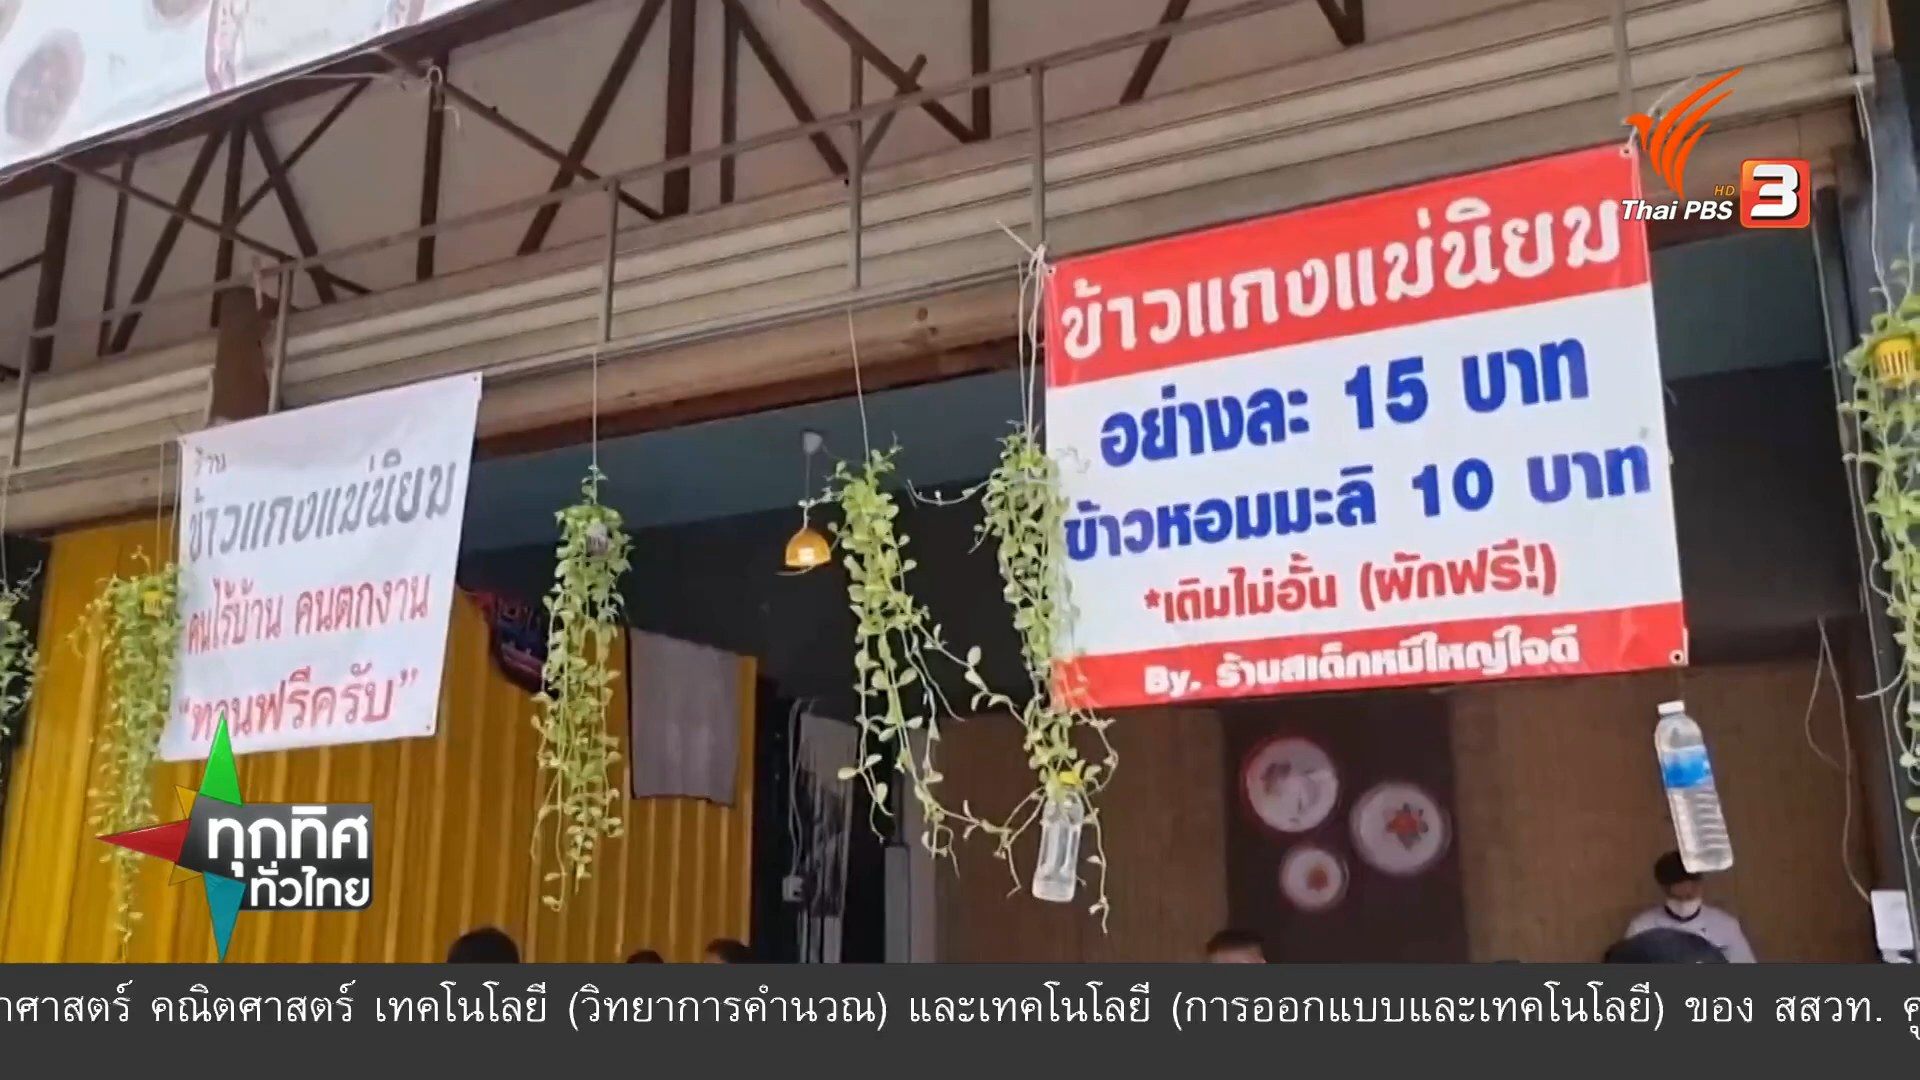 Thai PBS HD 3
ร้าน
ข้าวแกงแม่นิยม
คนไร้บ้าน คนตกงาน
“ทานฟรีครับ”
ข้าวแกงแม่นิยม
อย่างละ 15 บาท
ข้าวหอมมะลิ 10 บาท
*เติมไม่อั้น (ผักฟรี!)
By. ร้านสเต็กหมีใหญ่ใจดี
ทุกทิศ
ทั่วไทย
าศาสตร์ คณิตศาสตร์ เทคโนโลยี (วิทยาการคำนวณ) และเทคโนโลยี (การออกแบบและเทคโนโลยี) ของ สสวท.